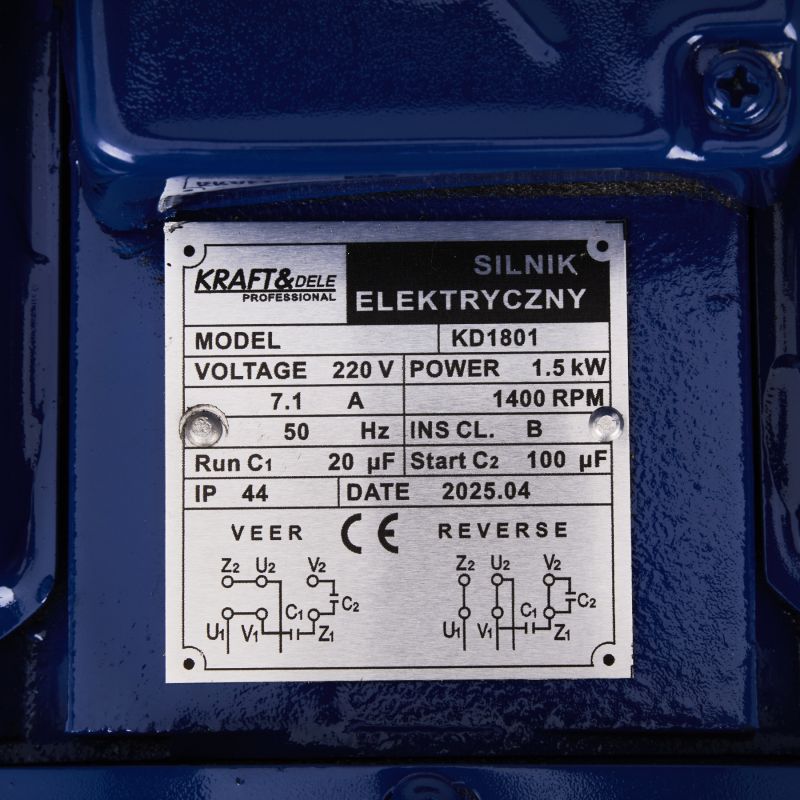 KRAFT&DELE
PROFESSIONAL
SILNIK
ELEKTRYCZNY
MODEL KD1801
VOLTAGE 220 V POWER 1.5 kW
7.1 A 1400 RPM
50 Hz INS CL. B
Run C1 20 µF Start C2 100 µF
IP 44 DATE 2025.04
VEER CE REVERSE
Z2 U2 V2 Z2 U2 V2
C1 C2 C1 C2
U1 V1 Z1 U1 V1 Z1